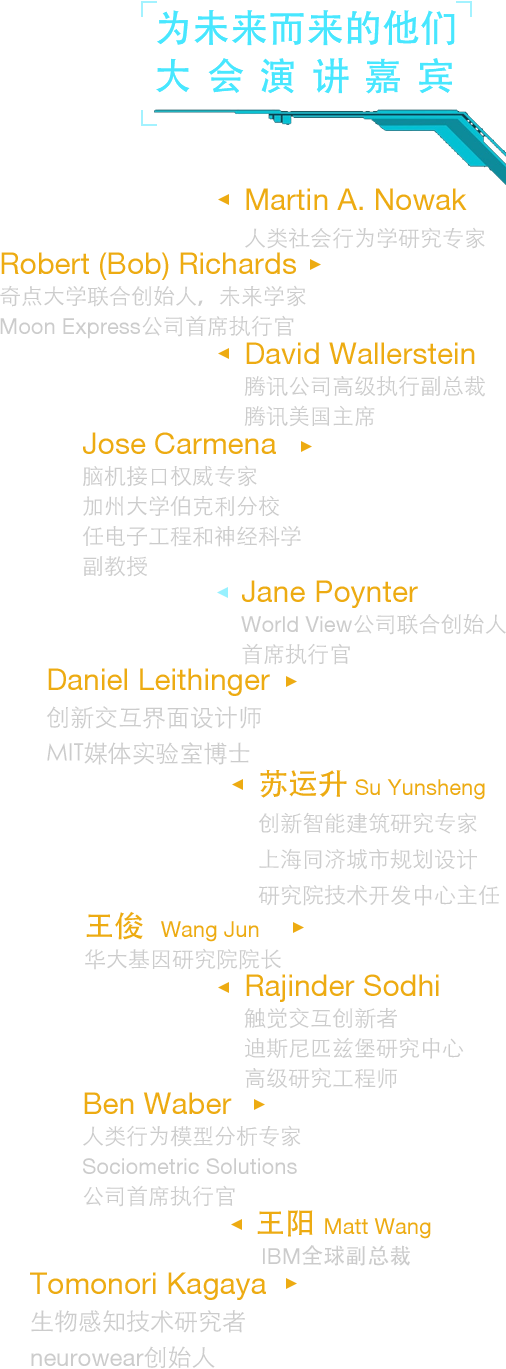 为未来而来的他们
大会演讲嘉宾
Martin A. Nowak
人类社会行为学研究专家
Robert (Bob) Richards
奇点大学联合创始人，未来学家
Moon Express公司首席执行官
David Wallerstein
腾讯公司高级执行副总裁
腾讯美国主席
Jose Carmena
脑机接口权威专家
加州大学伯克利分校
任电子工程和神经科学
副教授
Jane Poynter
World View公司联合创始人
首席执行官
Daniel Leithinger
创新交互界面设计师
MIT媒体实验室博士
苏运升 Su Yunsheng
创新智能建筑研究专家
上海同济城市规划设计
研究院技术开发中心主任
王俊 Wang Jun
华大基因研究院院长
Rajinder Sodhi
触觉交互创新者
迪斯尼匹兹堡研究中心
高级研究工程师
Ben Waber
人类行为模型分析专家
Sociometric Solutions
公司首席执行官
王阳 Matt Wang
IBM全球副总裁
Tomonori Kagaya
生物感知技术研究者
neurowear创始人